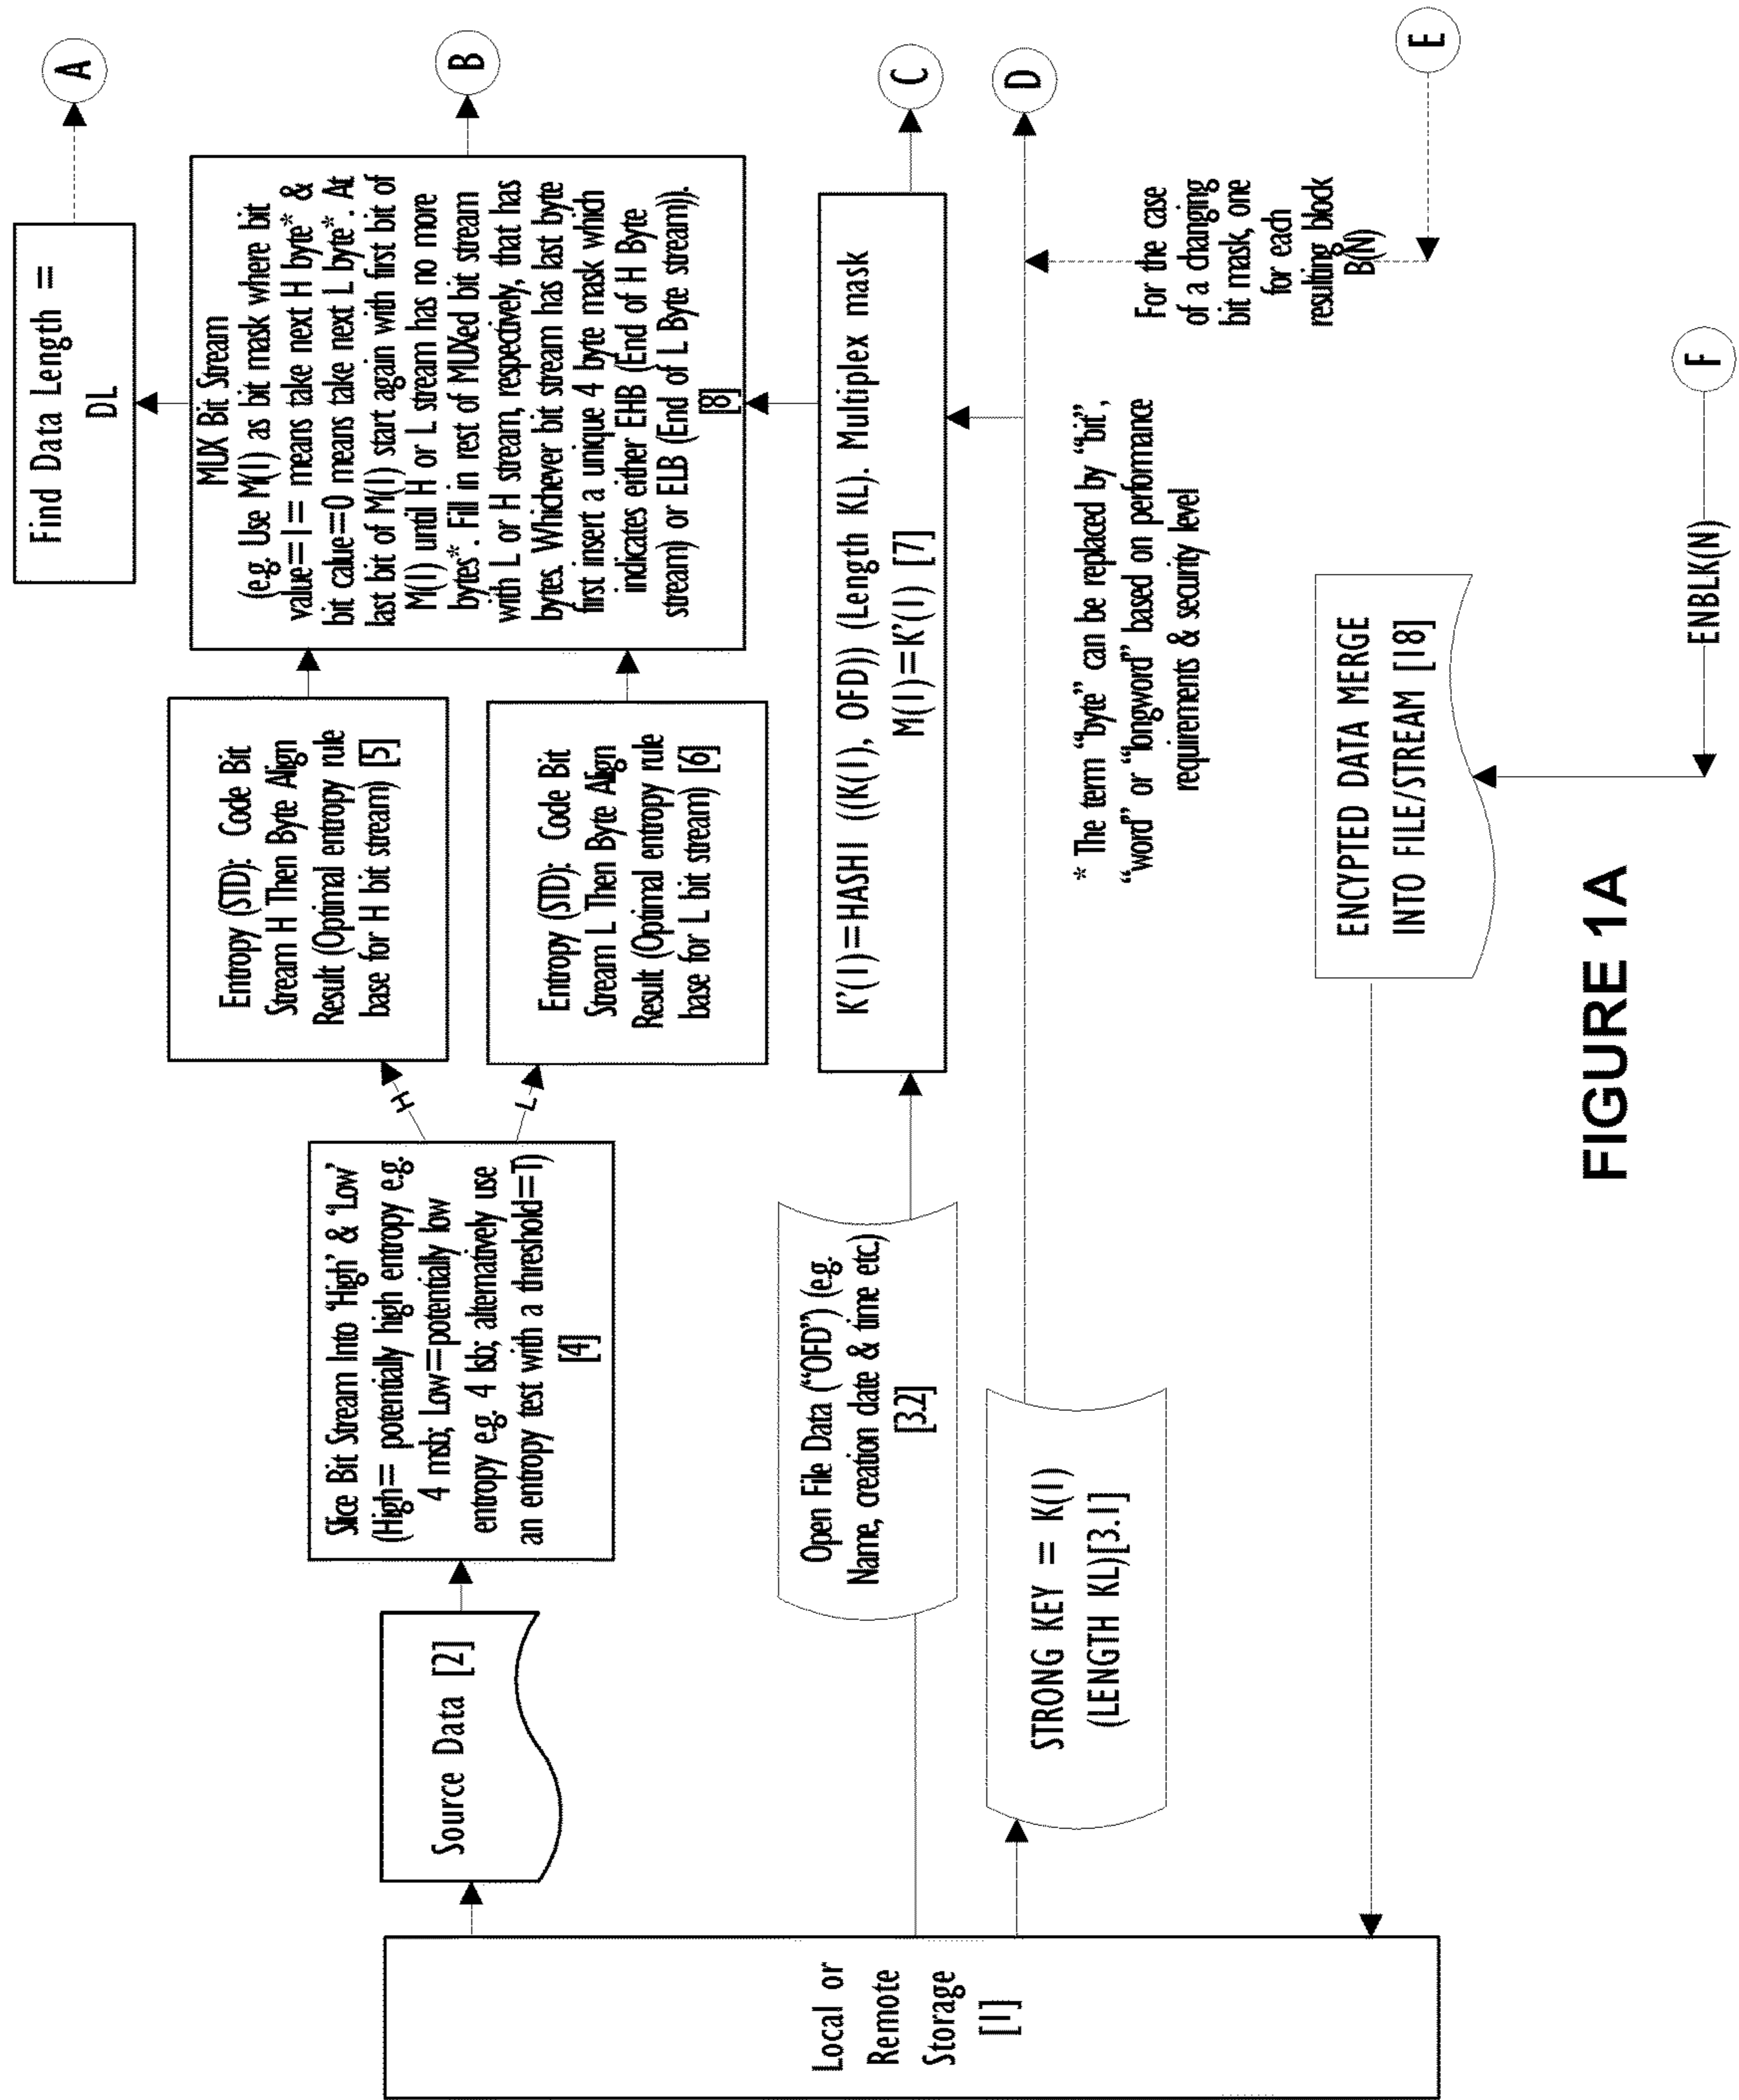 Local or
Remote
Storage
[1]
Source Data [2]
Slice Bit Stream Into 'High' & 'Low'
(High= potentially high entropy e.g.
4 msb; Low=potentially low
entropy e.g. 4 lsb; alternatively use
an entropy test with a threshold=T)
[4]
H
L
Entropy (STD): Code Bit
Stream H Then Byte Align
Result (Optimal entropy rule
base for H bit stream) [5]
Entropy (STD): Code Bit
Stream L Then Byte Align
Result (Optimal entropy rule
base for L bit stream) [6]
Find Data Length =
DL
A
MUX Bit Stream
(e.g. Use M(1) as bit mask where bit
value=1= means take next H byte* &
bit calue=0 means take next L byte*. At
last bit of M(1) start again with first bit of
M(1) until H or L stream has no more
bytes*. Fill in rest of MUXed bit stream
with L or H stream, respectively, that has
bytes. Whichever bit stream has last byte
first insert a unique 4 byte mask which
indicates either EHB (End of H Byte
stream) or ELB (End of L Byte stream)).
[8]
B
Open File Data ("OFD") (e.g.
Name, creation date & time etc)
[3.2]
K'(1)=HASH1 ((K(1), OFD)) (Length KL). Multiplex mask
M(1)=K'(1) [7]
C
STRONG KEY = K(1)
(LENGTH KL)[3.1]
D
* The term "byte" can be replaced by "bit",
"word" or "longword" based on performance
requirements & security level
For the case
of a changing
bit mask, one
for each
resulting block
B(N)
E
ENCYPTED DATA MERGE
INTO FILE/STREAM [18]
ENBLK(N)
F
FIGURE 1A